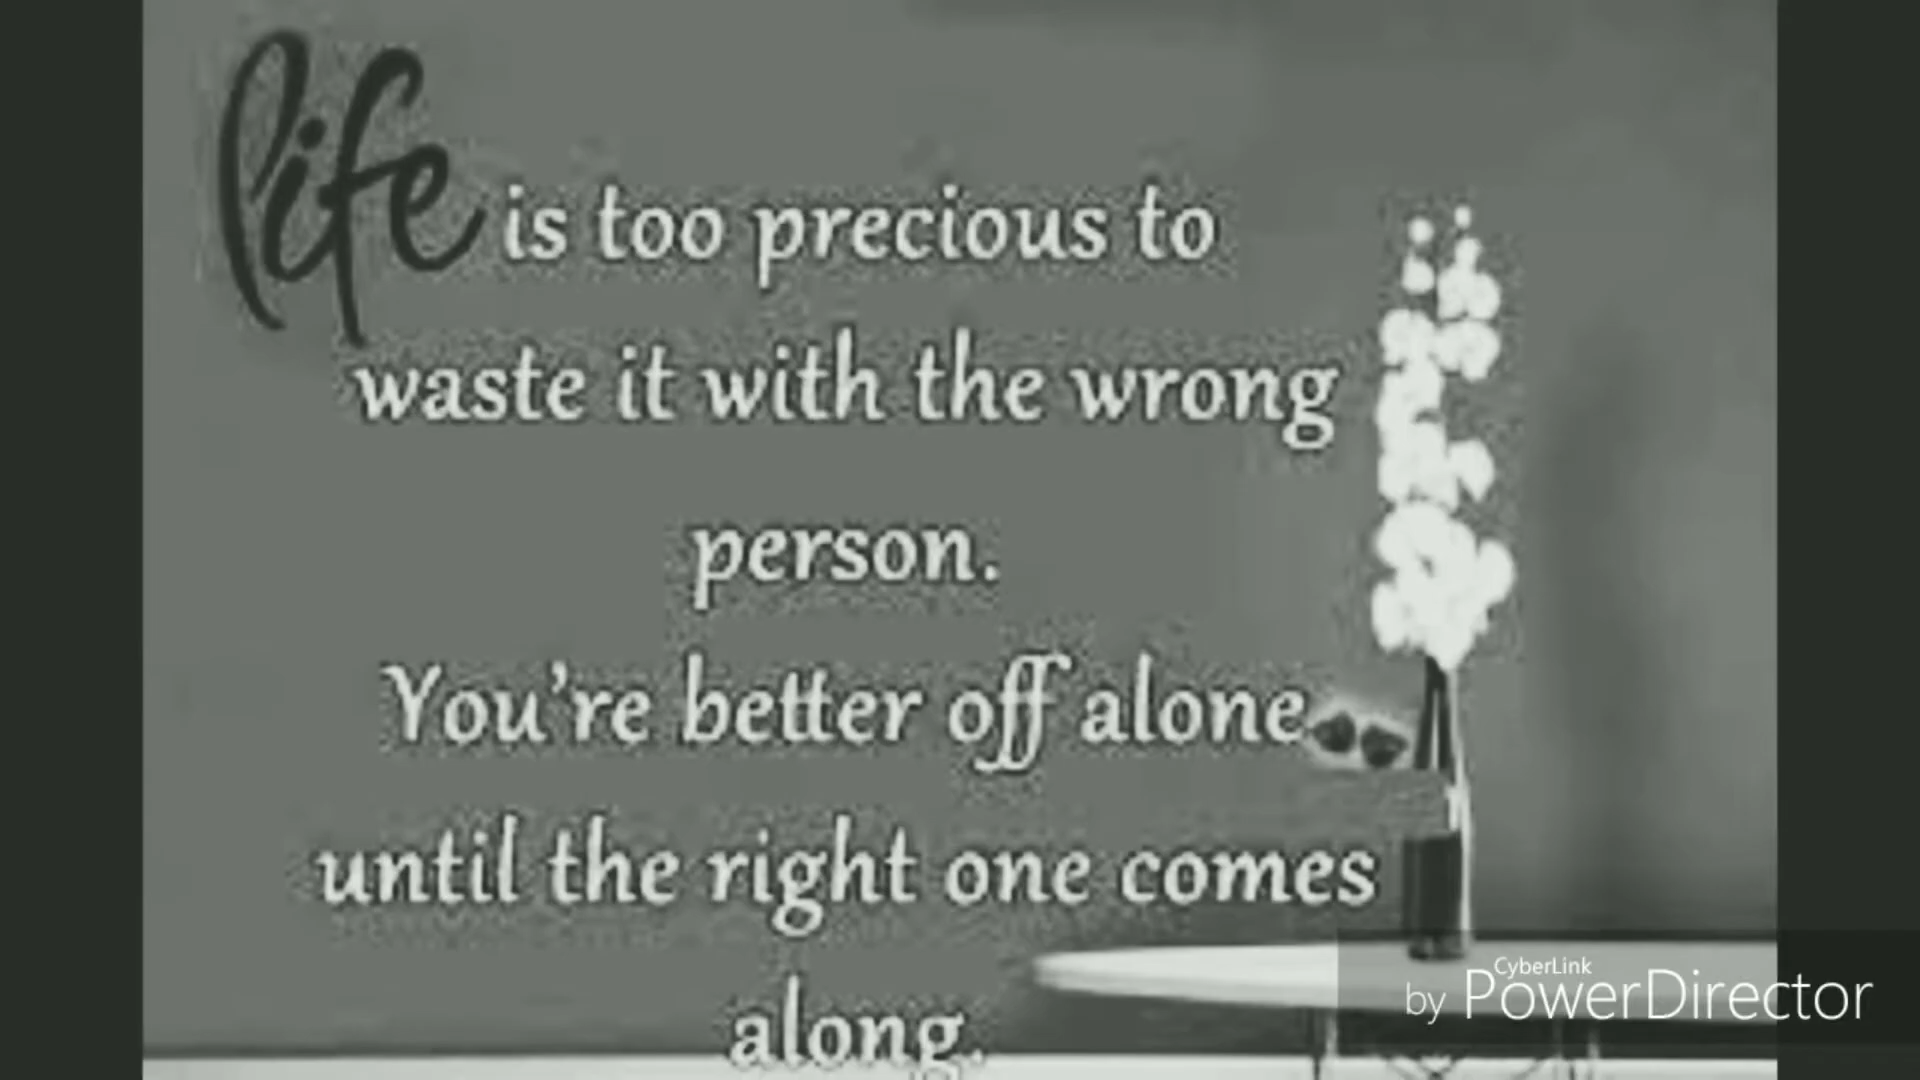 life is too precious to
waste it with the wrong
person.
You're better off alone
until the right one comes
along.
CyberLink
by PowerDirector